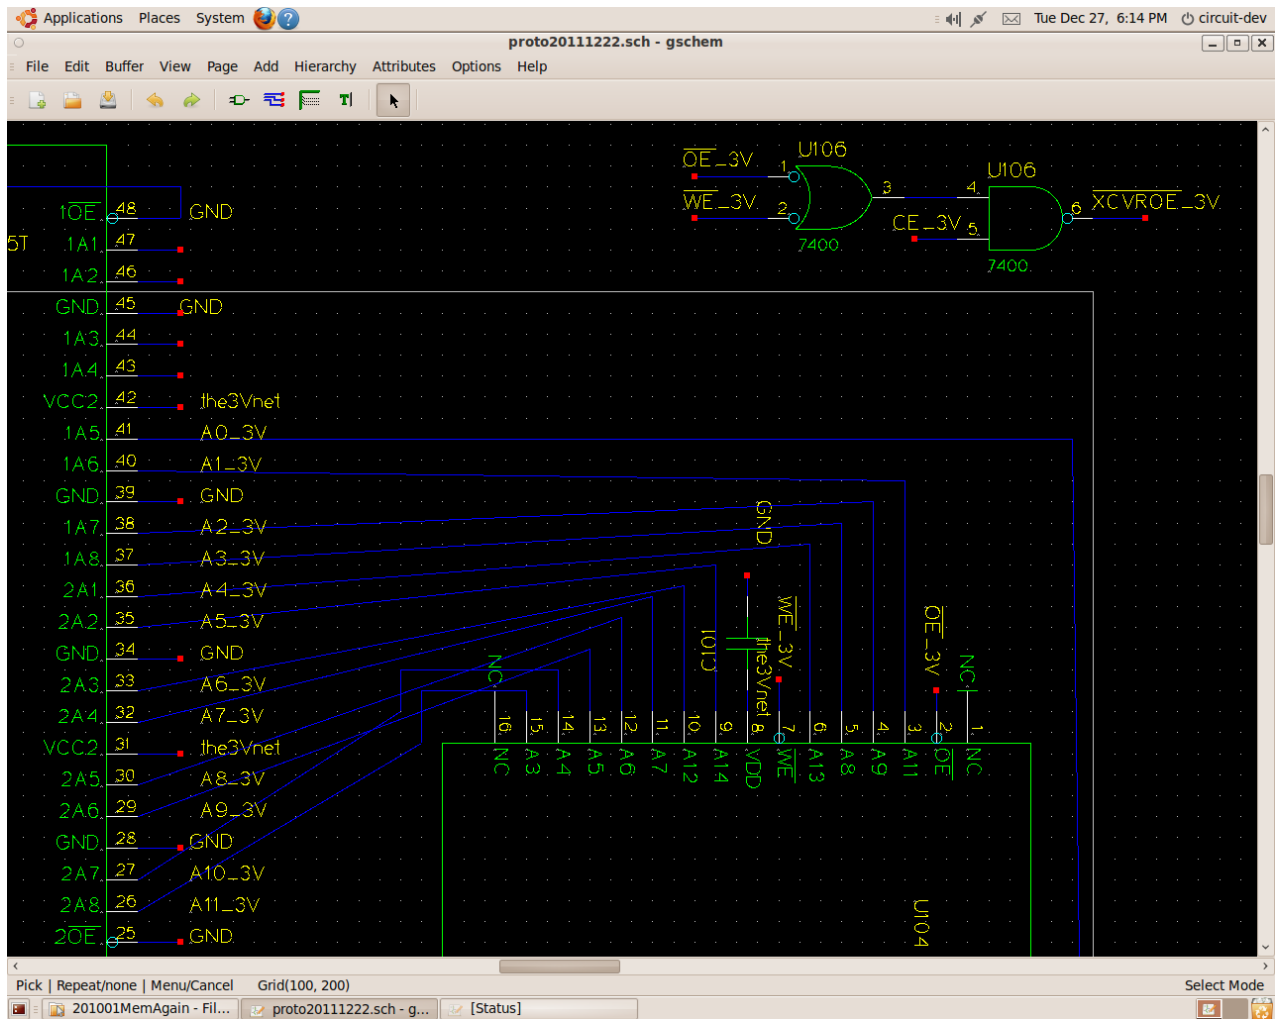 Applications Places System Tue Dec 27, 6:14 PM circuit-dev
proto20111222.sch - gschem
File Edit Buffer View Page Add Hierarchy Attributes Options Help
OE_3V 1 U106
WE_3V 2 3 4 U106 6 XCVROE_3V
7400 CE_3V 5
7400
1OE 48 GND
5T 1A1 47
1A2 46
GND 45 GND
1A3 44
1A4 43
VCC2 42 the3Vnet
1A5 41 A0_3V
1A6 40 A1_3V
GND 39 GND
1A7 38 A2_3V
1A8 37 A3_3V
2A1 36 A4_3V
2A2 35 A5_3V
GND 34 GND
2A3 33 A6_3V
2A4 32 A7_3V
VCC2 31 the3Vnet
2A5 30 A8_3V
2A6 29 A9_3V
GND 28 GND
2A7 27 A10_3V
2A8 26 A11_3V
2OE 25 GND
GND
C101
the3Vnet
WE_3V
OE_3V
NC NC
16 15 14 13 12 11 10 9 8 7 6 5 4 3 2 1
NC A3 A4 A5 A6 A7 A12 A14 VDD WE A13 A8 A9 A11 OE NC
U104
Pick | Repeat/none | Menu/Cancel Grid(100, 200) Select Mode
201001MemAgain - Fil... proto20111222.sch - g... [Status]